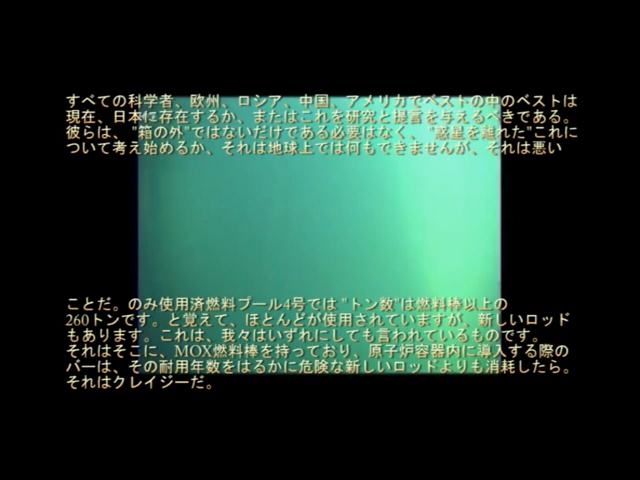 すべての科学者、欧州、ロシア、中国、アメリカでベストの中のベストは
現在、日本に存在するか、またはこれを研究と提言を与えるべきである。
彼らは、"箱の外"ではないだけである必要はなく、"惑星を離れた"これに
ついて考え始めるか、それは地球上では何もできませんが、それは悪い
ことだ。のみ使用済燃料プール4号では "トン数"は燃料棒以上の
260トンです。と覚えて、ほとんどが使用されていますが、新しいロッド
もあります。これは、我々はいずれにしても言われているものです。
それはそこに、MOX燃料棒を持っており、原子炉容器内に導入する際の
バーは、その耐用年数をはるかに危険な新しいロッドよりも消耗したら。
それはクレイジーだ。